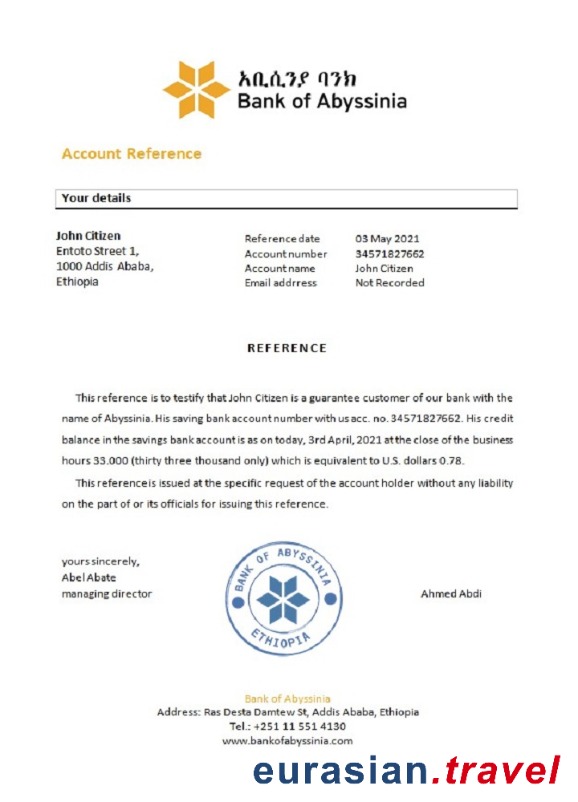 አቢሲንያ ባንክ
Bank of Abyssinia
Account Reference
Your details
John Citizen
Entoto Street 1,
1000 Addis Ababa,
Ethiopia
Reference date 03 May 2021
Account number 34571827662
Account name John Citizen
Email addrress Not Recorded
REFERENCE
This reference is to testify that John Citizen is a guarantee customer of our bank with the
name of Abyssinia. His saving bank account number with us acc. no. 34571827662. His credit
balance in the savings bank account is as on today, 3rd April, 2021 at the close of the business
hours 33.000 (thirty three thousand only) which is equivalent to U.S. dollars 0.78.
This reference is issued at the specific request of the account holder without any liability
on the part of or its officials for issuing this reference.
yours sincerely,
Abel Abate
managing director
BANK OF ABYSSINIA
ETHIOPIA
Ahmed Abdi
Bank of Abyssinia
Address: Ras Desta Damtew St, Addis Ababa, Ethiopia
Tel.: +251 11 551 4130
www.bankofabyssinia.com
eurasian.travel